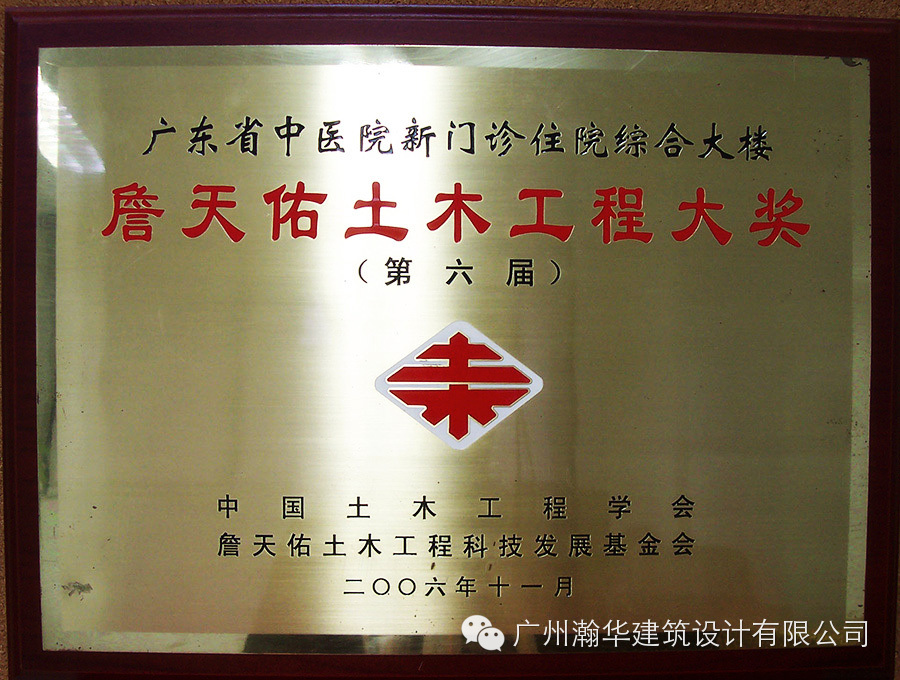 广东省中医院新门诊住院综合大楼
詹天佑土木工程大奖
（第六届）
中国土木工程学会
詹天佑土木工程科技发展基金会
二〇〇六年十一月
广州瀚华建筑设计有限公司